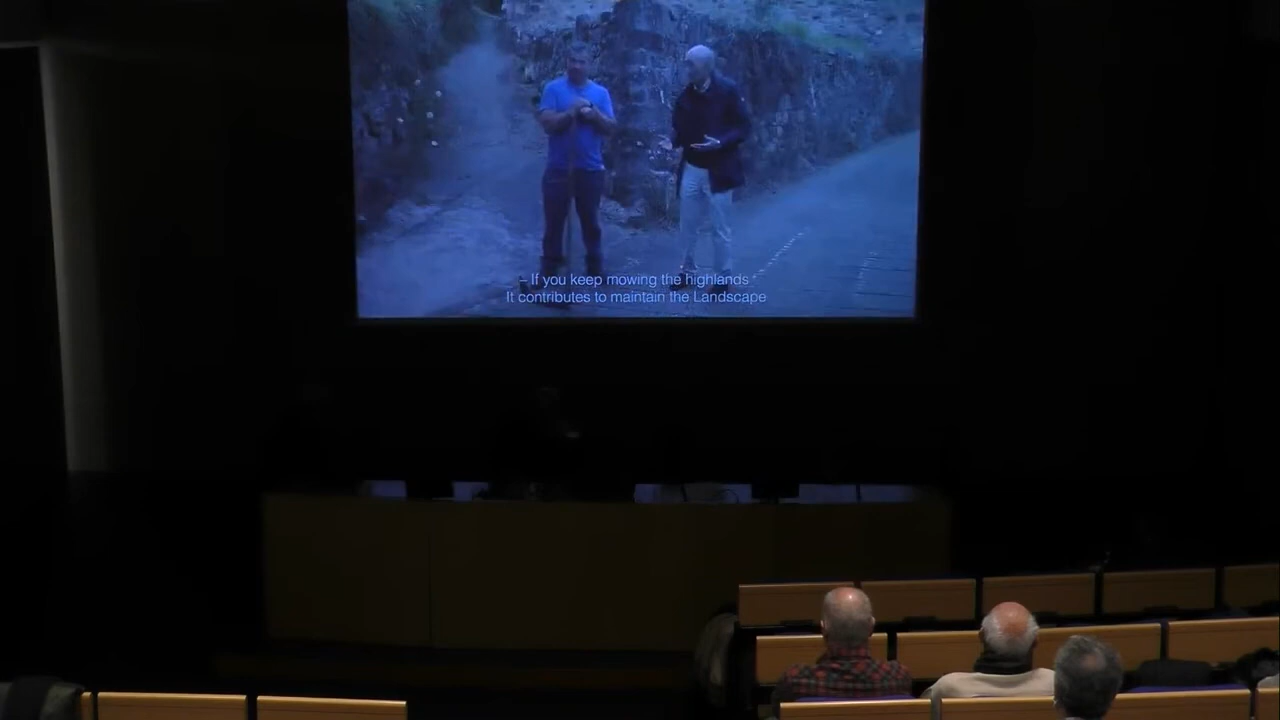 - If you keep mowing the highlands
It contributes to maintain the Landscape